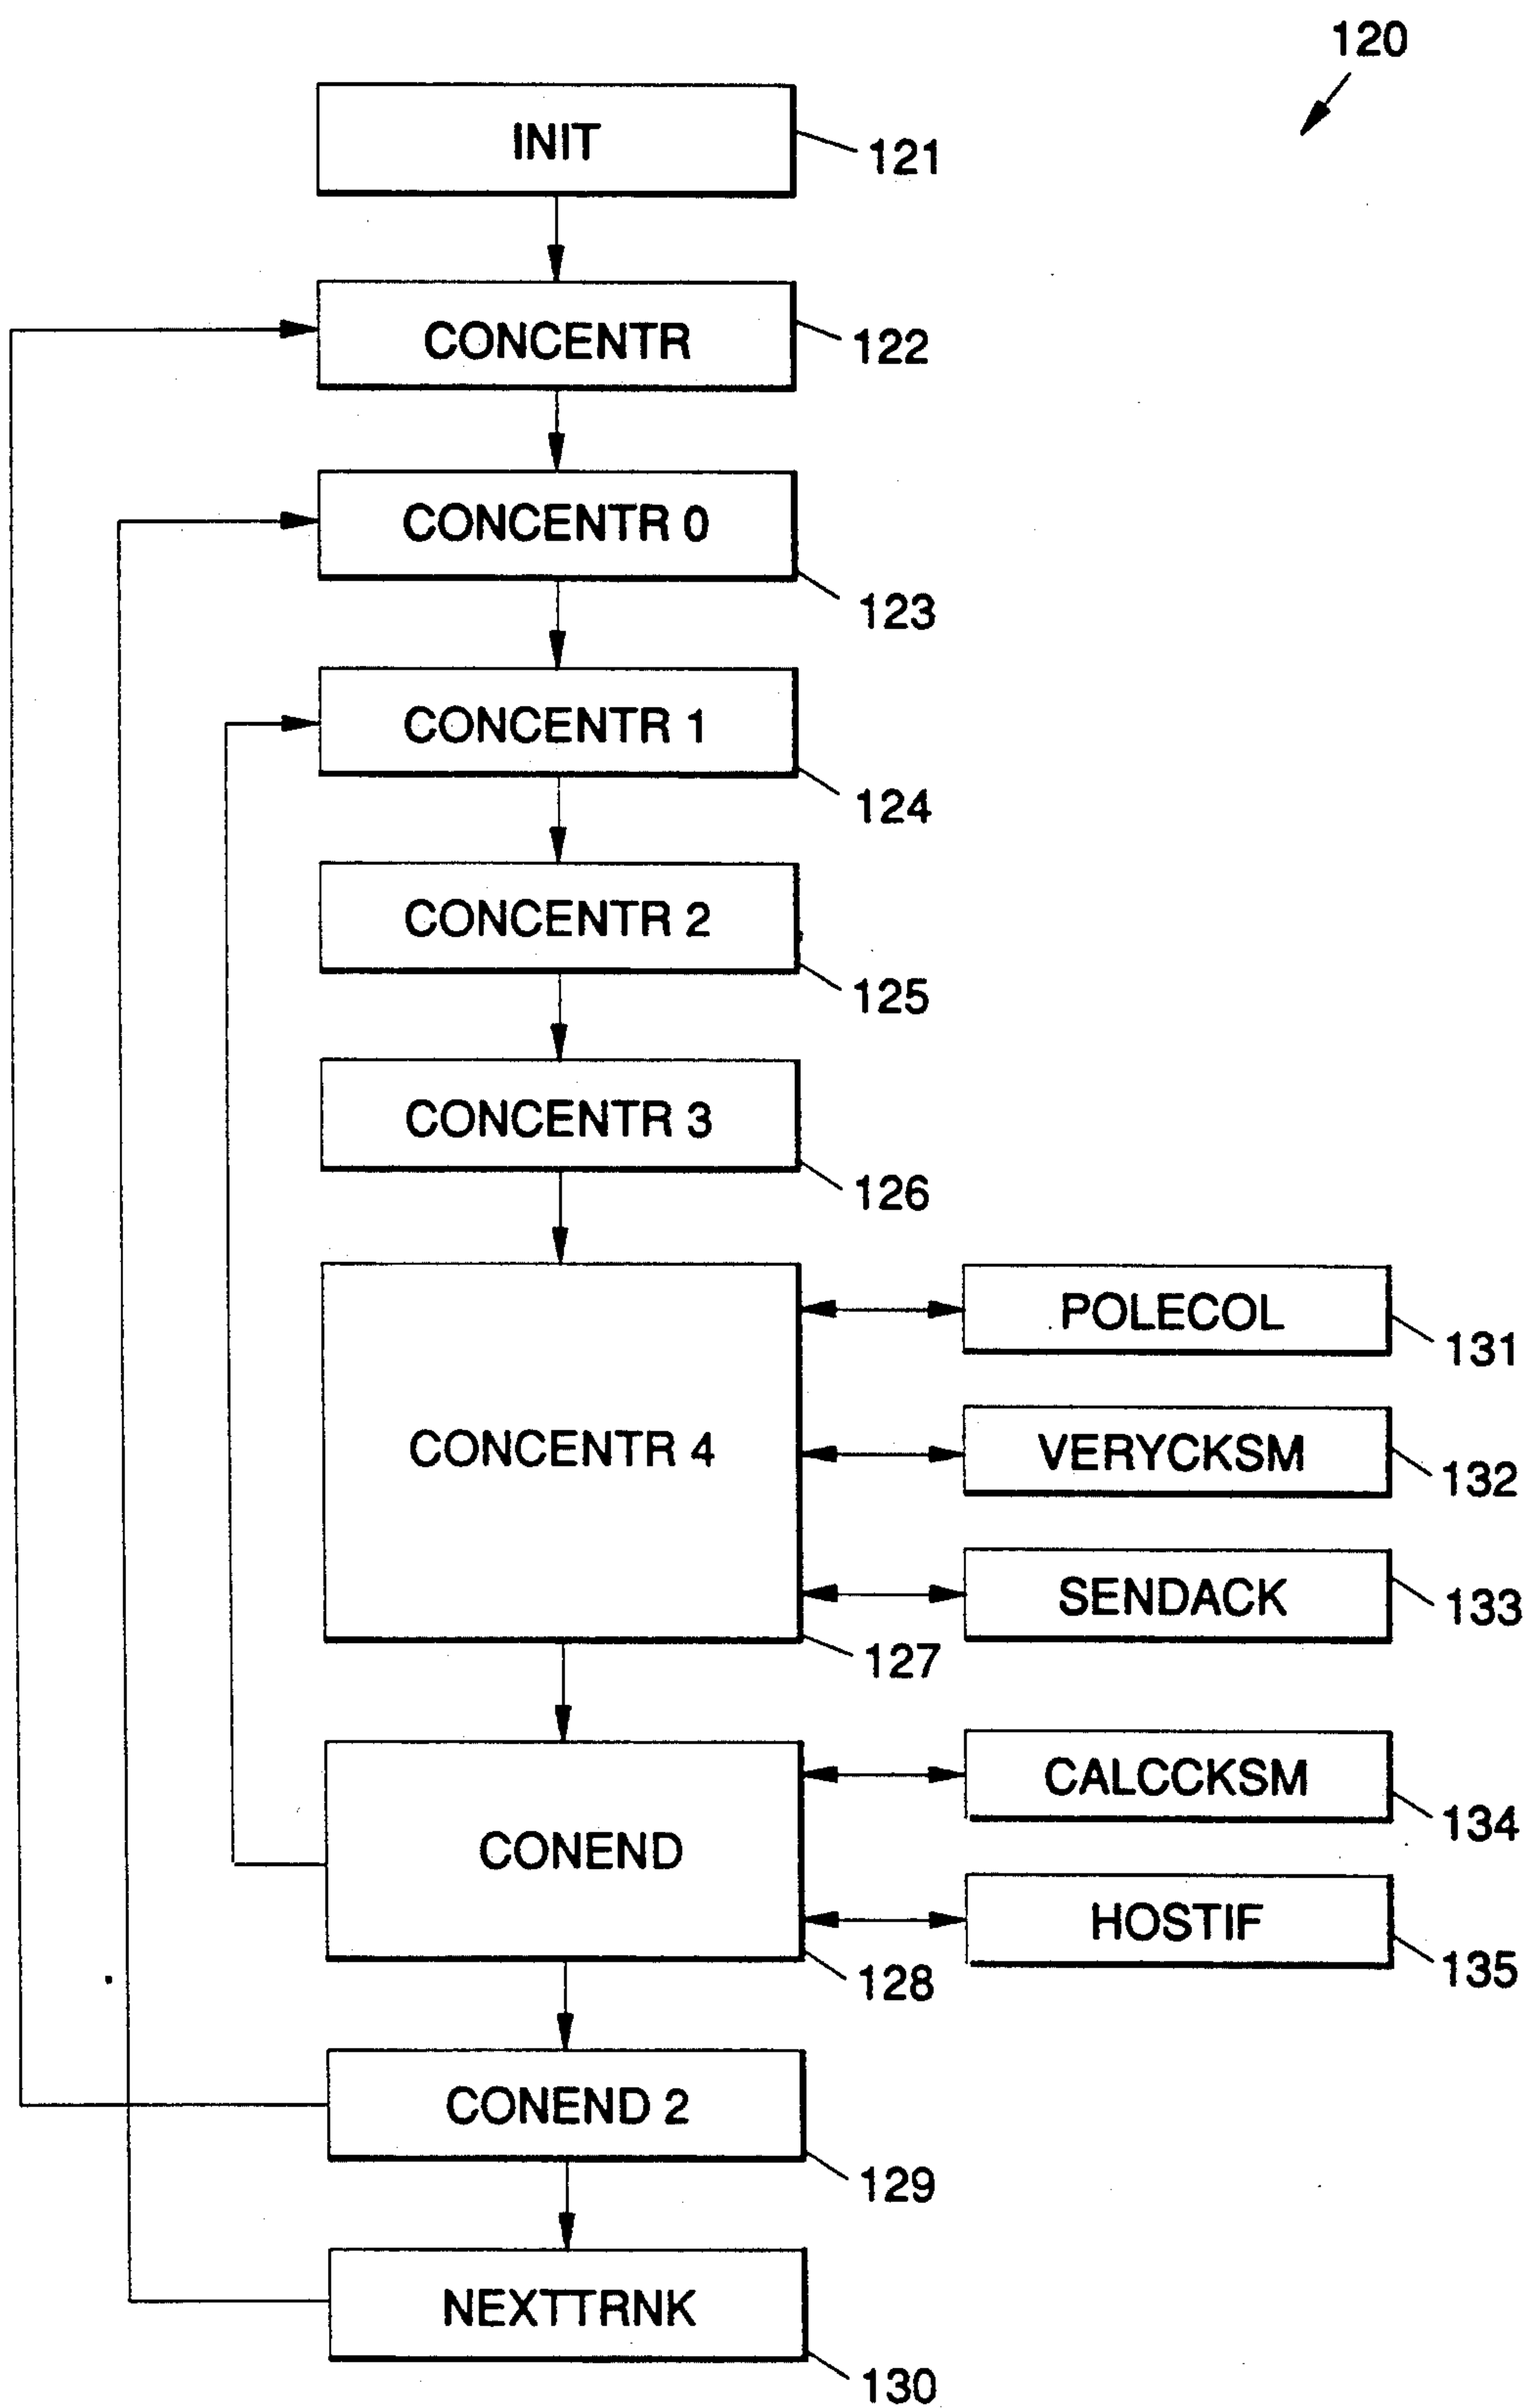 120
INIT
121
CONCENTR
122
CONCENTR 0
123
CONCENTR 1
124
CONCENTR 2
125
CONCENTR 3
126
CONCENTR 4
127
POLECOL
131
VERYCKSM
132
SENDACK
133
CONEND
128
CALCCKSM
134
HOSTIF
135
CONEND 2
129
NEXTTRNK
130